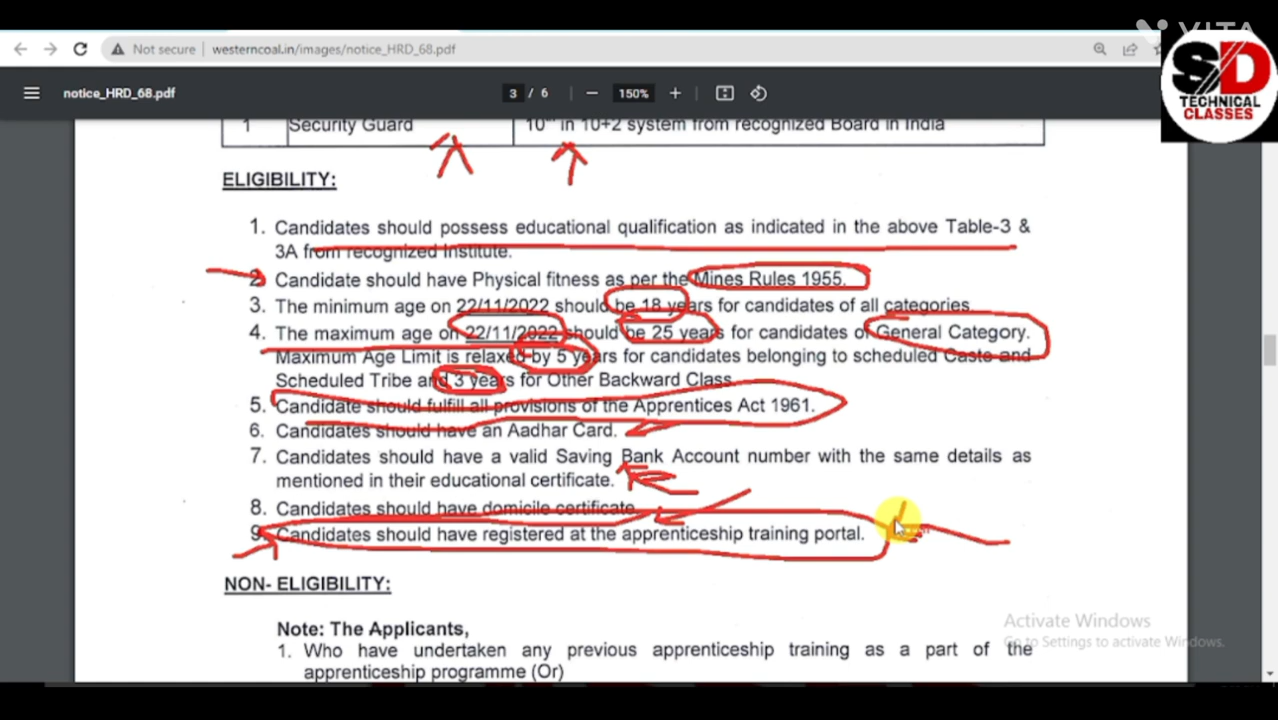 VITA
Not secure westerncoal.in/images/notice_HRD_68.pdf
SD
TECHNICAL
CLASSES
notice_HRD_68.pdf
3 / 6
150%
1 Security Guard 10th in 10+2 system from recognized Board in India
ELIGIBILITY:
1. Candidates should possess educational qualification as indicated in the above Table-3 &
3A from recognized Institute.
2. Candidate should have Physical fitness as per the Mines Rules 1955.
3. The minimum age on 22/11/2022 should be 18 years for candidates of all categories.
4. The maximum age on 22/11/2022 should be 25 years for candidates of General Category.
Maximum Age Limit is relaxed by 5 years for candidates belonging to scheduled Caste and
Scheduled Tribe and 3 years for Other Backward Class.
5. Candidate should fulfill all provisions of the Apprentices Act 1961.
6. Candidates should have an Aadhar Card.
7. Candidates should have a valid Saving Bank Account number with the same details as
mentioned in their educational certificate.
8. Candidates should have domicile certificate.
9. Candidates should have registered at the apprenticeship training portal.
NON- ELIGIBILITY:
Note: The Applicants,
1. Who have undertaken any previous apprenticeship training as a part of the
apprenticeship programme (Or)
Activate Windows
Go to Settings to activate Windows.